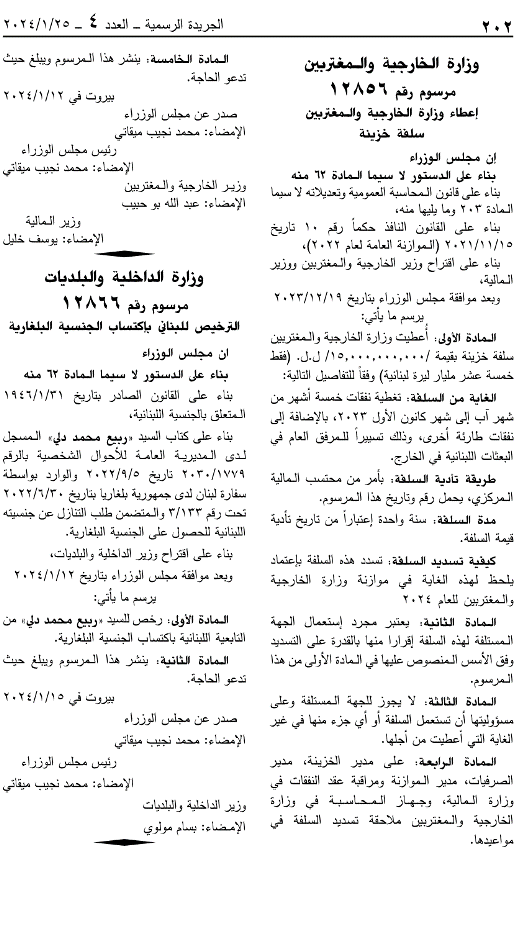 ٢٠٢
الجريدة الرسمية ـ العدد ٤ ـ ٢٠٢٤/١/٢٥
وزارة الخارجية والمغتربين
مرسوم رقم ١٢٨٥٦
إعطاء وزارة الخارجية والمغتربين
سلفة خزينة
إن مجلس الوزراء
بناء على الدستور لا سيما المادة ٦٢ منه
بناء على قانون المحاسبة العمومية وتعديلاته لا سيما
المادة ٢٠٣ وما يليها منه،
بناء على القانون النافذ حكماً رقم ١٠ تاريخ
٢٠٢١/١١/١٥ (الموازنة العامة لعام ٢٠٢٢)،
بناء على اقتراح وزير الخارجية والمغتربين ووزير
المالية،
وبعد موافقة مجلس الوزراء بتاريخ ٢٠٢٣/١٢/١٩
يرسم ما يأتي:
المادة الأولى: أُعطيت وزارة الخارجية والمغتربين
سلفة خزينة بقيمة /١٥,٠٠٠,٠٠٠,٠٠٠/ ل.ل. (فقط
خمسة عشر مليار ليرة لبنانية) وفقاً للتفاصيل التالية:
الغاية من السلفة: تغطية نفقات خمسة أشهر من
شهر آب إلى شهر كانون الأول ٢٠٢٣، بالإضافة إلى
نفقات طارئة أخرى، وذلك تسييراً للمرفق العام في
البعثات اللبنانية في الخارج.
طريقة تأدية السلفة: بأمر من محتسب المالية
المركزي، يحمل رقم وتاريخ هذا المرسوم.
مدة السلفة: سنة واحدة إعتباراً من تاريخ تأدية
قيمة السلفة.
كيفية تسديد السلفة: تسدد هذه السلفة بإعتماد
يلحظ لهذه الغاية في موازنة وزارة الخارجية
والمغتربين للعام ٢٠٢٤
المادة الثانية: يعتبر مجرد إستعمال الجهة
المستلفة لهذه السلفة إقرارا منها بالقدرة على التسديد
وفق الأسس المنصوص عليها في المادة الأولى من هذا
المرسوم.
المادة الثالثة: لا يجوز للجهة المستلفة وعلى
مسؤوليتها أن تستعمل السلفة أو أي جزء منها في غير
الغاية التي أعطيت من أجلها.
المادة الرابعة: على مدير الخزينة، مدير
الصرفيات، مدير الموازنة ومراقبة عقد النفقات في
وزارة المالية، وجهاز المحاسبة في وزارة
الخارجية والمغتربين ملاحقة تسديد السلفة في
مواعيدها.
المادة الخامسة: ينشر هذا المرسوم ويبلغ حيث
تدعو الحاجة.
بيروت في ٢٠٢٤/١/١٢
صدر عن مجلس الوزراء
الإمضاء: محمد نجيب ميقاتي
رئيس مجلس الوزراء
الإمضاء: محمد نجيب ميقاتي
وزير الخارجية والمغتربين
الإمضاء: عبد الله بو حبيب
وزير المالية
الإمضاء: يوسف خليل
وزارة الداخلية والبلديات
مرسوم رقم ١٢٨٦٦
الترخيص للبناني بإكتساب الجنسية البلغارية
ان مجلس الوزراء
بناء على الدستور لا سيما المادة ٦٢ منه
بناء على القانون الصادر بتاريخ ١٩٤٦/١/٣١
المتعلق بالجنسية اللبنانية،
بناء على كتاب السيد «ربيع محمد دلي» المسجل
لدى المديرية العامة للأحوال الشخصية بالرقم
٢٠٣٠/١٧٧٩ تاريخ ٢٠٢٢/٩/٥ والوارد بواسطة
سفارة لبنان لدى جمهورية بلغاريا بتاريخ ٢٠٢٢/٦/٣٠
تحت رقم ٣/١٣٣ والمتضمن طلب التنازل عن جنسيته
اللبنانية للحصول على الجنسية البلغارية.
بناء على اقتراح وزير الداخلية والبلديات،
وبعد موافقة مجلس الوزراء بتاريخ ٢٠٢٤/١/١٢
يرسم ما يأتي:
المادة الأولى: رخص للسيد «ربيع محمد دلي» من
التابعية اللبنانية باكتساب الجنسية البلغارية.
المادة الثانية: ينشر هذا المرسوم ويبلغ حيث
تدعو الحاجة.
بيروت في ٢٠٢٤/١/١٥
صدر عن مجلس الوزراء
الإمضاء: محمد نجيب ميقاتي
رئيس مجلس الوزراء
الإمضاء: محمد نجيب ميقاتي
وزير الداخلية والبلديات
الإمضاء: بسام مولوي